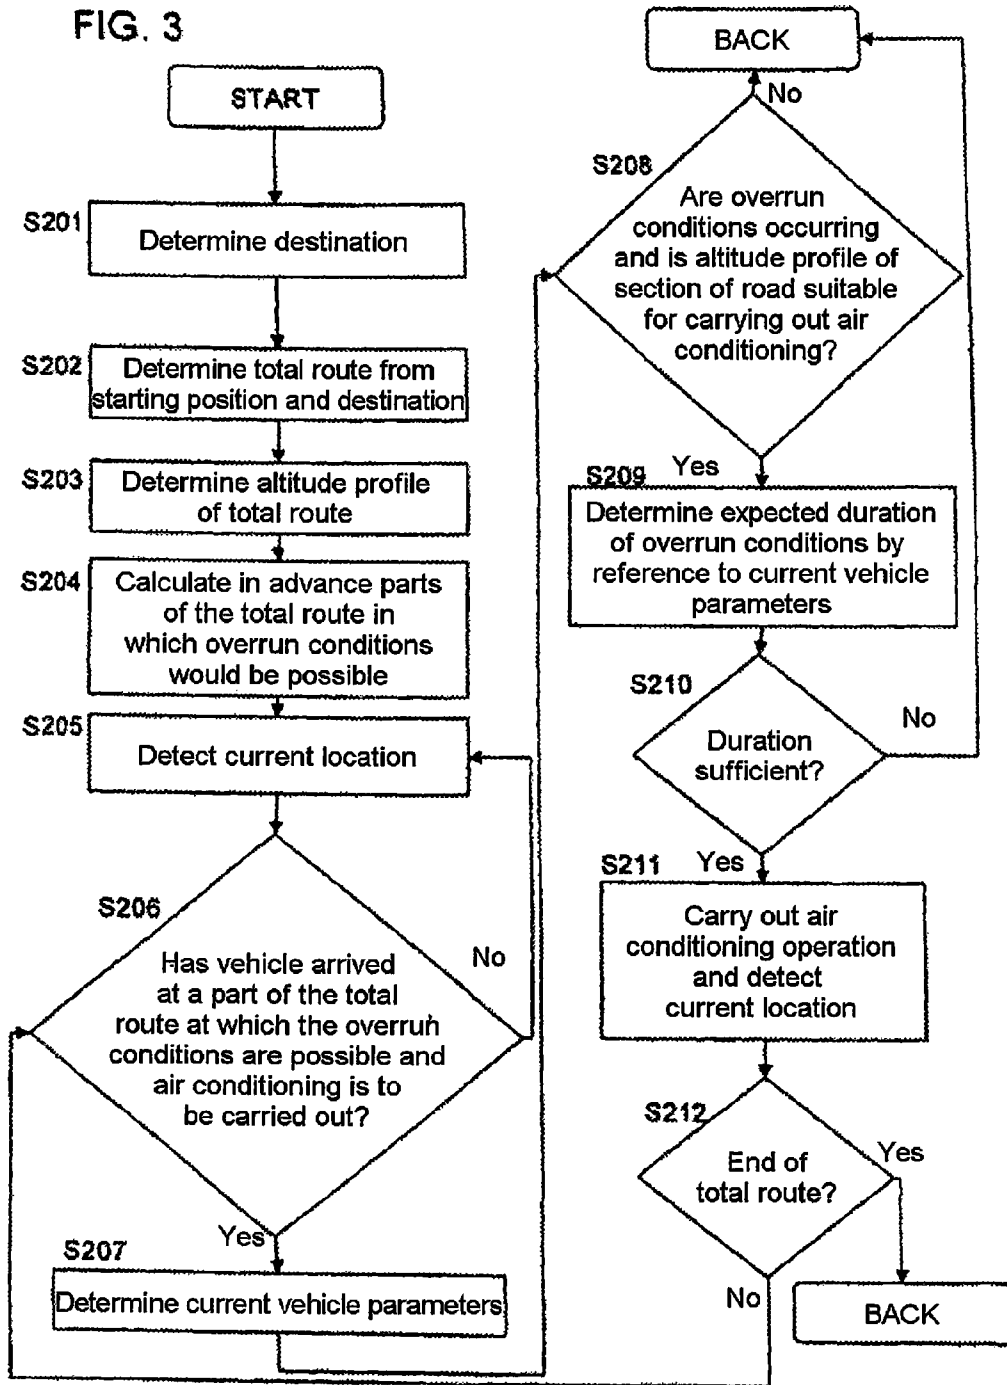 FIG. 3
START
S201
Determine destination
S202
Determine total route from
starting position and destination
S203
Determine altitude profile
of total route
S204
Calculate in advance parts
of the total route in
which overrun conditions
would be possible
S205
Detect current location
S206
Has vehicle arrived
at a part of the total
route at which the overrun
conditions are possible and
air conditioning is to
be carried out?
No
Yes
S207
Determine current vehicle parameters
BACK
No
S208
Are overrun
conditions occurring
and is altitude profile of
section of road suitable
for carrying out air
conditioning?
Yes
S209
Determine expected duration
of overrun conditions by
reference to current vehicle
parameters
S210
Duration
sufficient?
No
Yes
S211
Carry out air
conditioning operation
and detect
current location
S212
End of
total route?
Yes
No
BACK